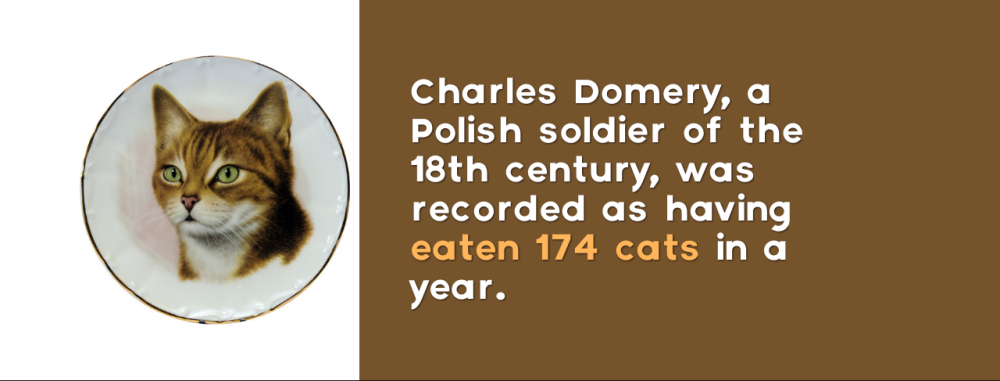 Charles Domery, a
Polish soldier of the
18th century, was
recorded as having
eaten 174 cats in a
year.